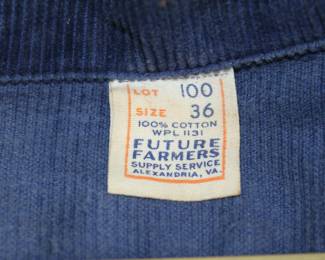 LOT 100
SIZE 36
100% COTTON
WPL 1131
FUTURE
FARMERS
SUPPLY SERVICE
ALEXANDRIA, VA.